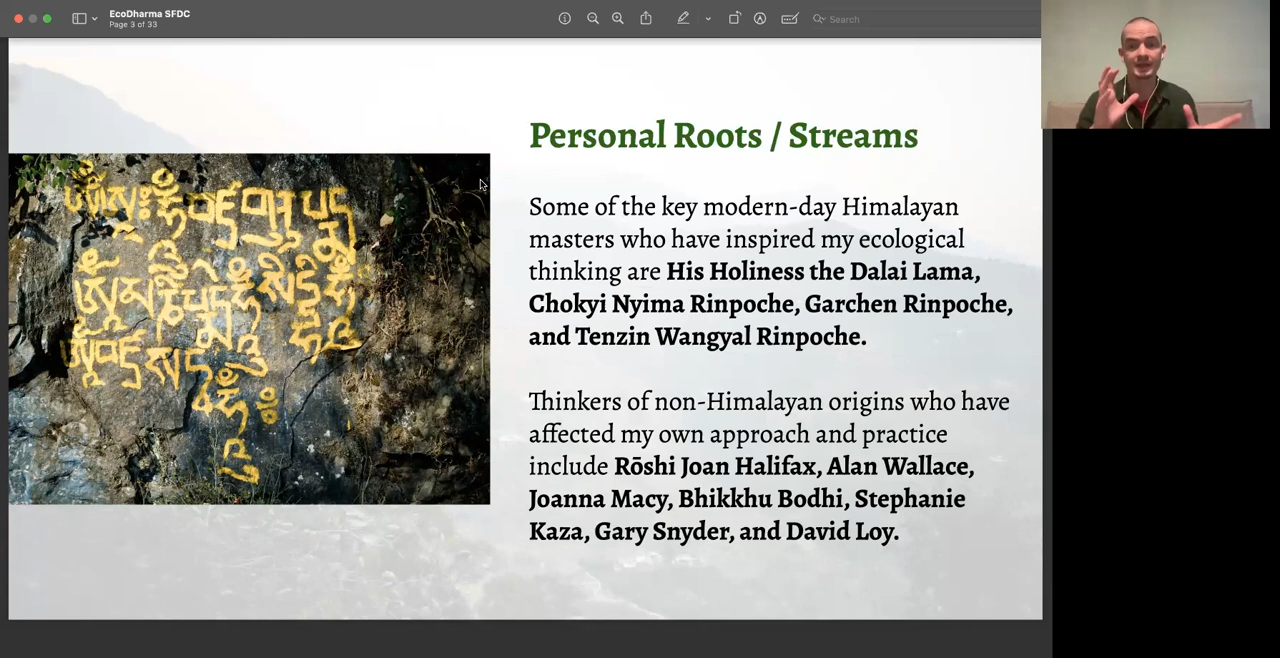 EcoDharma SFDC
Page 3 of 33
Search
Personal Roots / Streams
Some of the key modern-day Himalayan
masters who have inspired my ecological
thinking are His Holiness the Dalai Lama,
Chokyi Nyima Rinpoche, Garchen Rinpoche,
and Tenzin Wangyal Rinpoche.
Thinkers of non-Himalayan origins who have
affected my own approach and practice
include Rōshi Joan Halifax, Alan Wallace,
Joanna Macy, Bhikkhu Bodhi, Stephanie
Kaza, Gary Snyder, and David Loy.